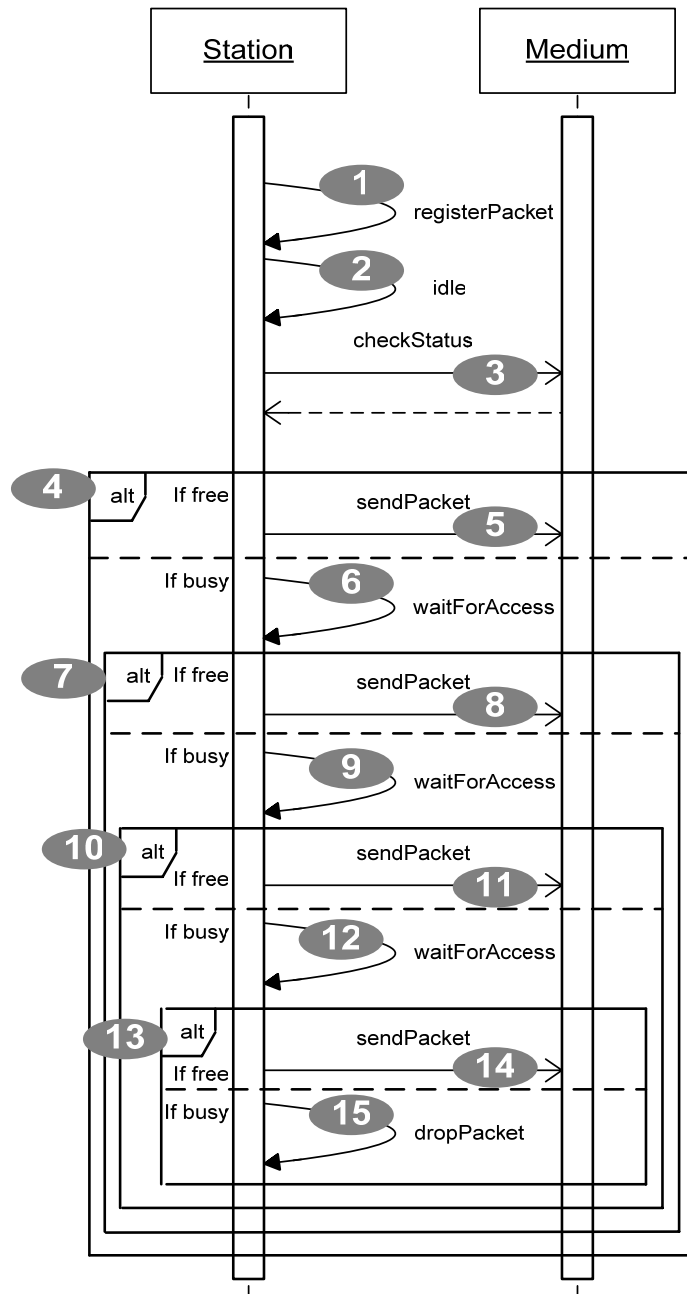 Station
Medium
1
registerPacket
2
idle
checkStatus
3
4
alt
If free
sendPacket
5
If busy
6
waitForAccess
7
alt
If free
sendPacket
8
If busy
9
waitForAccess
10
alt
If free
sendPacket
11
If busy
12
waitForAccess
13
alt
If free
sendPacket
14
If busy
15
dropPacket